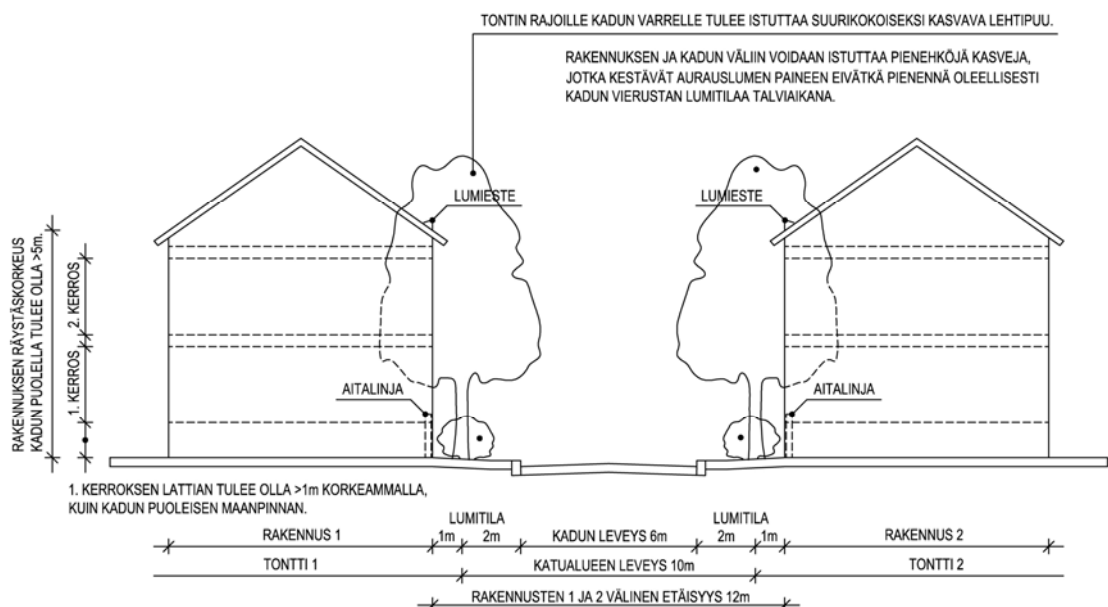 TONTIN RAJOILLE KADUN VARRELLE TULEE ISTUTTAA SUURIKOKOISEKSI KASVAVA LEHTIPUU.
RAKENNUKSEN JA KADUN VÄLIIN VOIDAAN ISTUTTAA PIENEHKÖJÄ KASVEJA,
JOTKA KESTÄVÄT AURAUSLUMEN PAINEEN EIVÄTKÄ PIENENNÄ OLEELLISESTI
KADUN VIERUSTAN LUMITILAA TALVIAIKANA.
LUMIESTE
LUMIESTE
RAKENNUKSEN RÄYSTÄSKORKEUS
KADUN PUOLELLA TULEE OLLA >5m.
2. KERROS
1. KERROS
AITALINJA
AITALINJA
1. KERROKSEN LATTIAN TULEE OLLA >1m KORKEAMMALLA,
KUIN KADUN PUOLEISEN MAANPINNAN.
LUMITILA
LUMITILA
RAKENNUS 1
1m
2m
KADUN LEVEYS 6m
2m
1m
RAKENNUS 2
TONTTI 1
KATUALUEEN LEVEYS 10m
TONTTI 2
RAKENNUSTEN 1 JA 2 VÄLINEN ETÄISYYS 12m